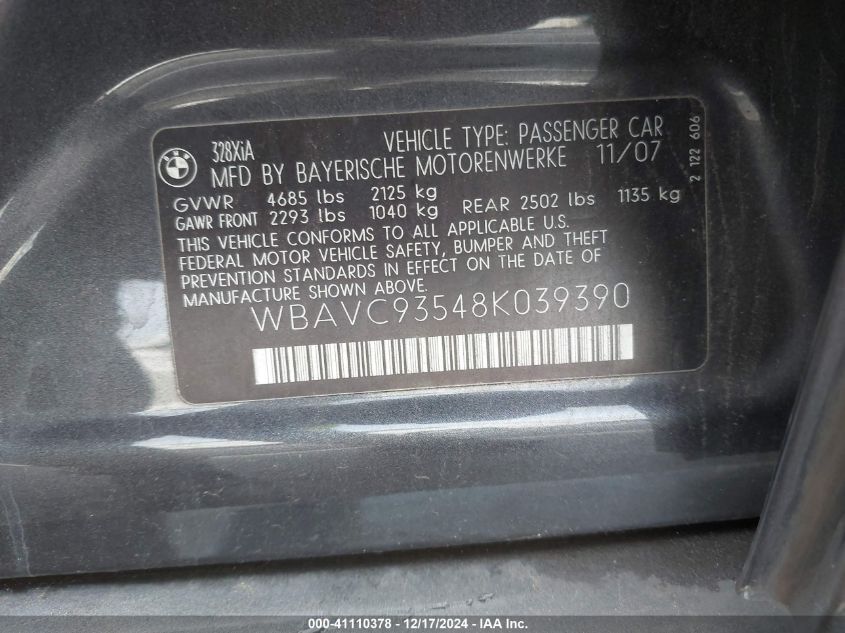 BMW
328XiA VEHICLE TYPE: PASSENGER CAR
MFD BY BAYERISCHE MOTORENWERKE 11/07
GVWR 4685 lbs 2125 kg
GAWR FRONT 2293 lbs 1040 kg REAR 2502 lbs 1135 kg
THIS VEHICLE CONFORMS TO ALL APPLICABLE U.S.
FEDERAL MOTOR VEHICLE SAFETY, BUMPER AND THEFT
PREVENTION STANDARDS IN EFFECT ON THE DATE OF
MANUFACTURE SHOWN ABOVE.
WBAVC93548K039390
2 122 606
000-41110378 - 12/17/2024 - IAA Inc.